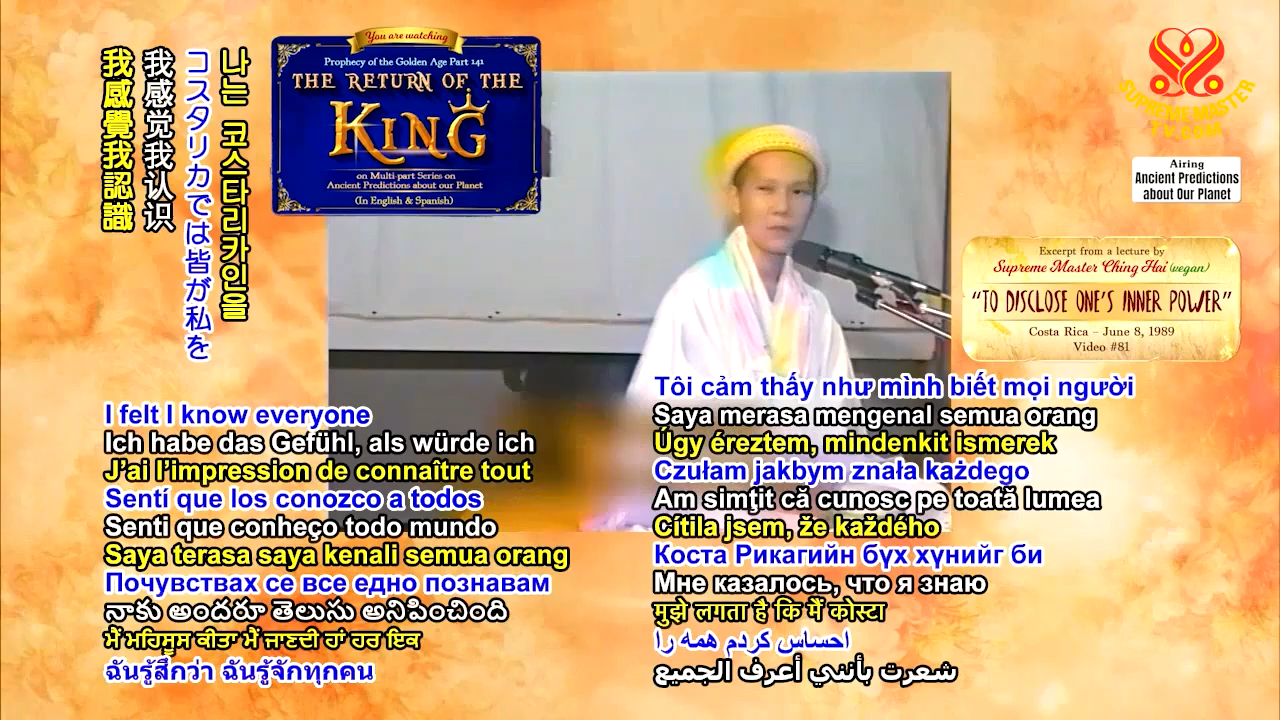 나는 코스타리카인을
コスタリカでは皆が私を
我感觉我认识
我感覺我認識
You are watching
Prophecy of the Golden Age Part 141
THE RETURN OF THE
KING
on Multi-part Series on
Ancient Predictions about our Planet
(In English & Spanish)
SUPREME MASTER
TV.COM
Airing
Ancient Predictions
about Our Planet
Excerpt from a lecture by
Supreme Master Ching Hai (vegan)
“TO DISCLOSE ONE’S INNER POWER”
Costa Rica – June 8, 1989
Video #81
I felt I know everyone
Ich habe das Gefühl, als würde ich
J’ai l’impression de connaître tout
Sentí que los conozco a todos
Senti que conheço todo mundo
Saya terasa saya kenali semua orang
Почувствах се все едно познавам
నాకు అందరూ తెలుసు అనిపించింది
ਮੈਂ ਮਹਿਸੂਸ ਕੀਤਾ ਮੈਂ ਜਾਣਦੀ ਹਾਂ ਹਰ ਇਕ
ฉันรู้สึกว่า ฉันรู้จักทุกคน
Tôi cảm thấy như mình biết mọi người
Saya merasa mengenal semua orang
Úgy éreztem, mindenkit ismerek
Czułam jakbym znała każdego
Am simţit că cunosc pe toată lumea
Cítila jsem, že každého
Коста Рикагийн бүх хүнийг би
Мне казалось, что я знаю
मुझे लगता है कि मैं कोस्टा
احساس کردم همه را
شعرت بأنني أعرف الجميع